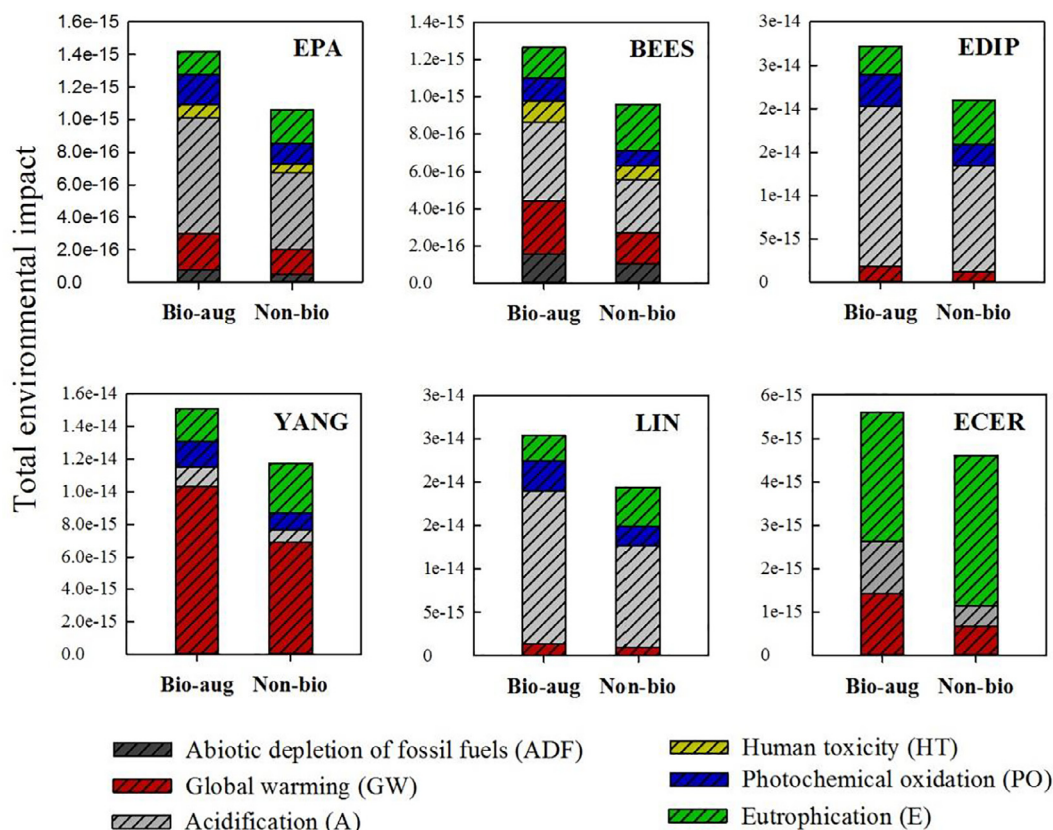 Total environmental impact
EPA
1.6e-15
1.4e-15
1.2e-15
1.0e-15
8.0e-16
6.0e-16
4.0e-16
2.0e-16
0.0
Bio-aug Non-bio
BEES
1.4e-15
1.2e-15
1.0e-15
8.0e-16
6.0e-16
4.0e-16
2.0e-16
0.0
Bio-aug Non-bio
EDIP
3e-14
3e-14
2e-14
2e-14
1e-14
5e-15
0
Bio-aug Non-bio
YANG
1.6e-14
1.4e-14
1.2e-14
1.0e-14
8.0e-15
6.0e-15
4.0e-15
2.0e-15
0.0
Bio-aug Non-bio
LIN
3e-14
3e-14
2e-14
2e-14
1e-14
5e-15
0
Bio-aug Non-bio
ECER
6e-15
5e-15
4e-15
3e-15
2e-15
1e-15
0
Bio-aug Non-bio
Abiotic depletion of fossil fuels (ADF)
Global warming (GW)
Acidification (A)
Human toxicity (HT)
Photochemical oxidation (PO)
Eutrophication (E)